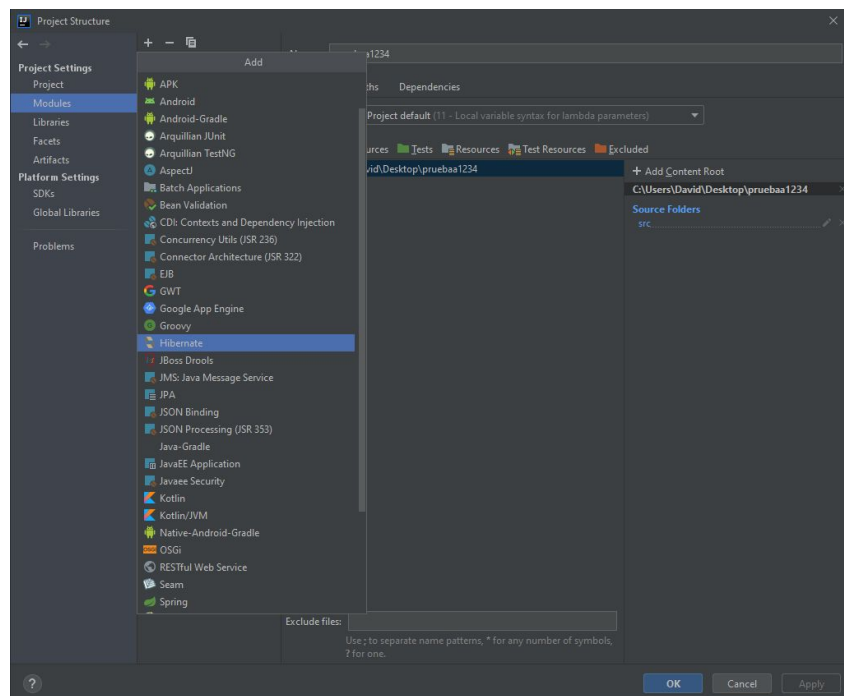 Project Structure
Project Settings
Project
Modules
Libraries
Facets
Artifacts
Platform Settings
SDKs
Global Libraries
Problems
Add
APK
Android
Android-Gradle
Arquillian JUnit
Arquillian TestNG
AspectJ
Batch Applications
Bean Validation
CDI: Contexts and Dependency Injection
Concurrency Utils (JSR 236)
Connector Architecture (JSR 322)
EJB
GWT
Google App Engine
Groovy
Hibernate
JBoss Drools
JMS: Java Message Service
JPA
JSON Binding
JSON Processing (JSR 353)
Java-Gradle
JavaEE Application
Javaee Security
Kotlin
Kotlin/JVM
Native-Android-Gradle
OSGi
RESTful Web Service
Seam
Spring
a1234
ths Dependencies
Project default (11 - Local variable syntax for lambda parameters)
urces Tests Resources Test Resources Excluded
vid\Desktop\pruebaa1234
+ Add Content Root
C:\Users\David\Desktop\pruebaa1234
Source Folders
src
Exclude files:
Use ; to separate name patterns, * for any number of symbols,
? for one.
? OK Cancel Apply